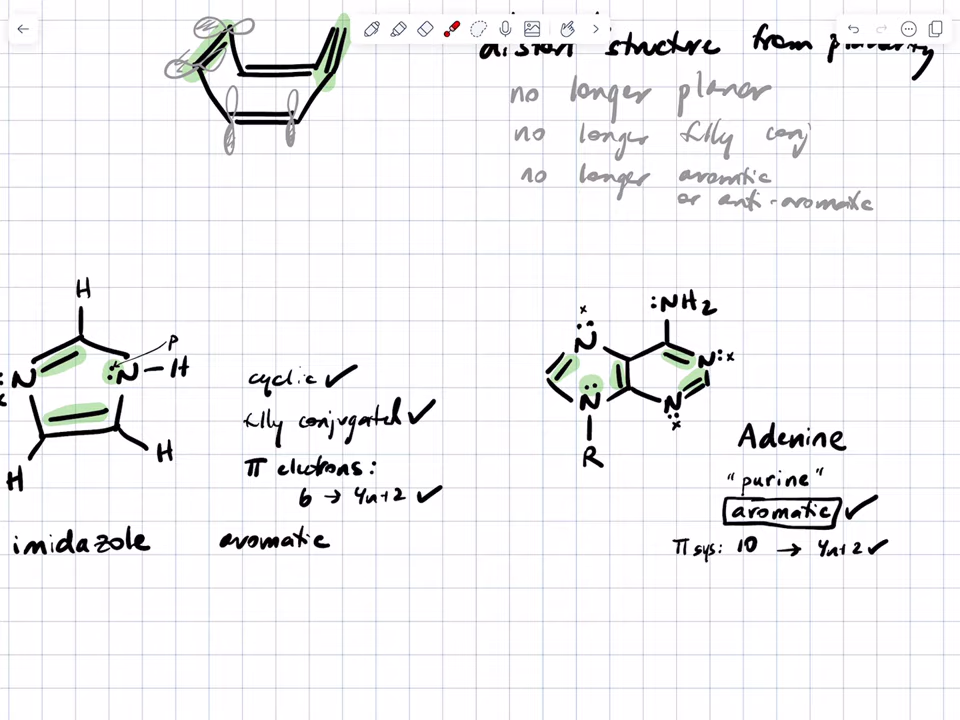 distort structure from planarity
no longer planar
no longer fully conj
no longer aromatic
or anti-aromatic
H
P
:N
:N-H
x
H
H
imidazole
cyclic ✓
fully conjugated ✓
π electrons:
6 → 4n+2 ✓
aromatic
x
:NH2
N
N:x
N
N
x
R
Adenine
"purine"
aromatic ✓
π sys: 10 → 4n+2 ✓